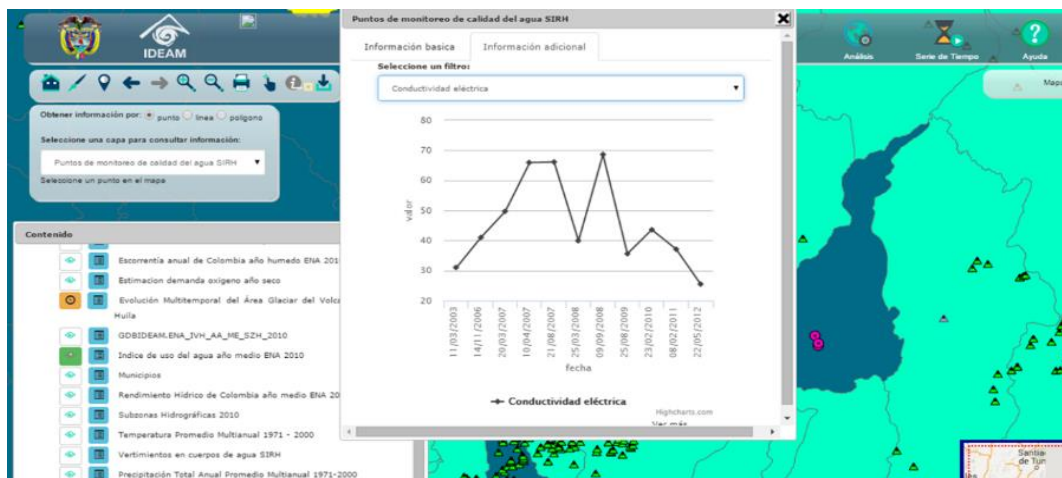 IDEAM
Obtener información por: punto linea poligono
Seleccione una capa para consultar información:
Puntos de monitoreo de calidad del agua SIRH
Seleccione un punto en el mapa
Contenido
Escorrentía anual de Colombia año humedo ENA 201
Estimacion demanda oxigeno año seco
Evolución Multitemporal del Área Glaciar del Volca
Huila
GDBIDEAM.ENA_IVH_AA_ME_SZH_2010
Indice de uso del agua año medio ENA 2010
Municipios
Rendimiento Hídrico de Colombia año medio ENA 20
Subzonas Hidrográficas 2010
Temperatura Promedio Multianual 1971 - 2000
Vertimientos en cuerpos de agua SIRH
Precipitación Total Anual Promedio Multianual 1971-2000
Puntos de monitoreo de calidad del agua SIRH
Información basica
Información adicional
Seleccione un filtro:
Conductividad eléctrica
80
70
60
50
40
30
20
valor
11/03/2003
14/11/2006
20/03/2007
10/04/2007
21/08/2007
25/03/2008
09/09/2008
25/08/2009
23/02/2010
08/02/2011
22/05/2012
fecha
Conductividad eléctrica
Highcharts.com
Ver más
Análisis
Serie de Tiempo
Ayuda
Mapa
Santia
de Tun